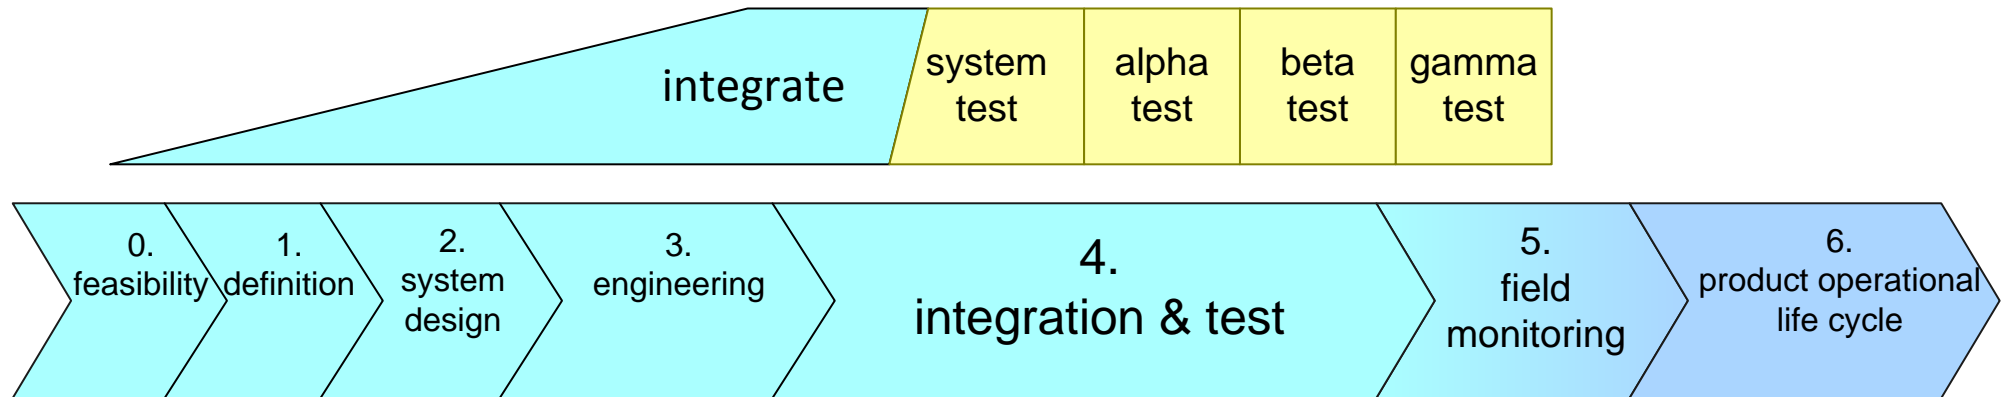 integrate
system
test
alpha
test
beta
test
gamma
test
0.
feasibility
1.
definition
2.
system
design
3.
engineering
4.
integration & test
5.
field
monitoring
6.
product operational
life cycle